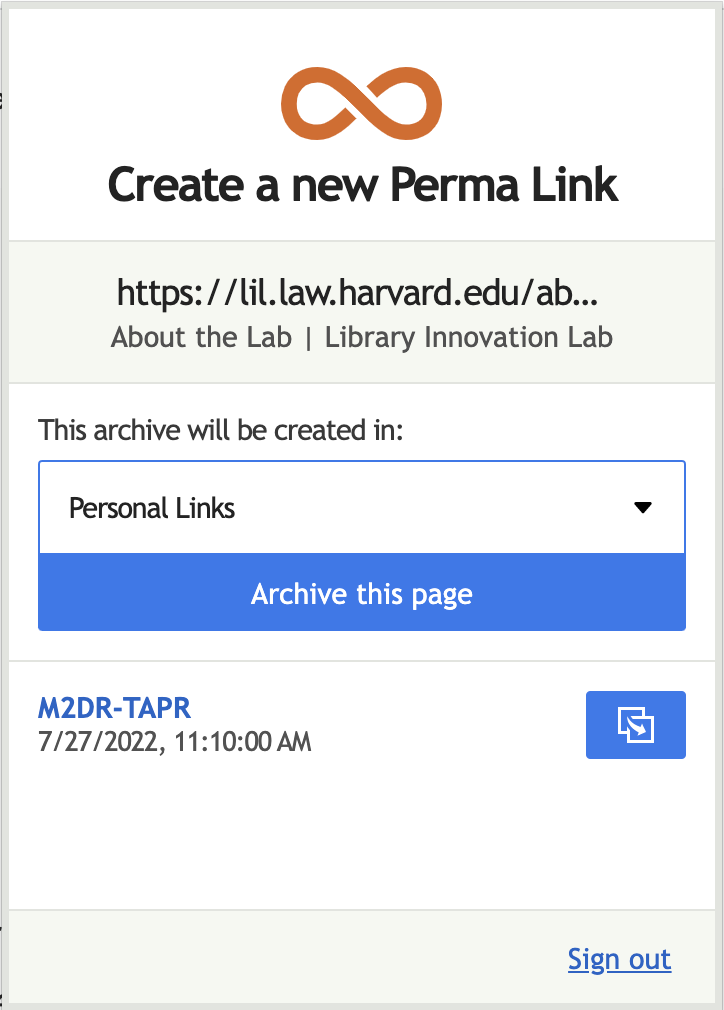 Create a new Perma Link
https://lil.law.harvard.edu/ab...
About the Lab | Library Innovation Lab
This archive will be created in:
Personal Links
Archive this page
M2DR-TAPR
7/27/2022, 11:10:00 AM
Sign out